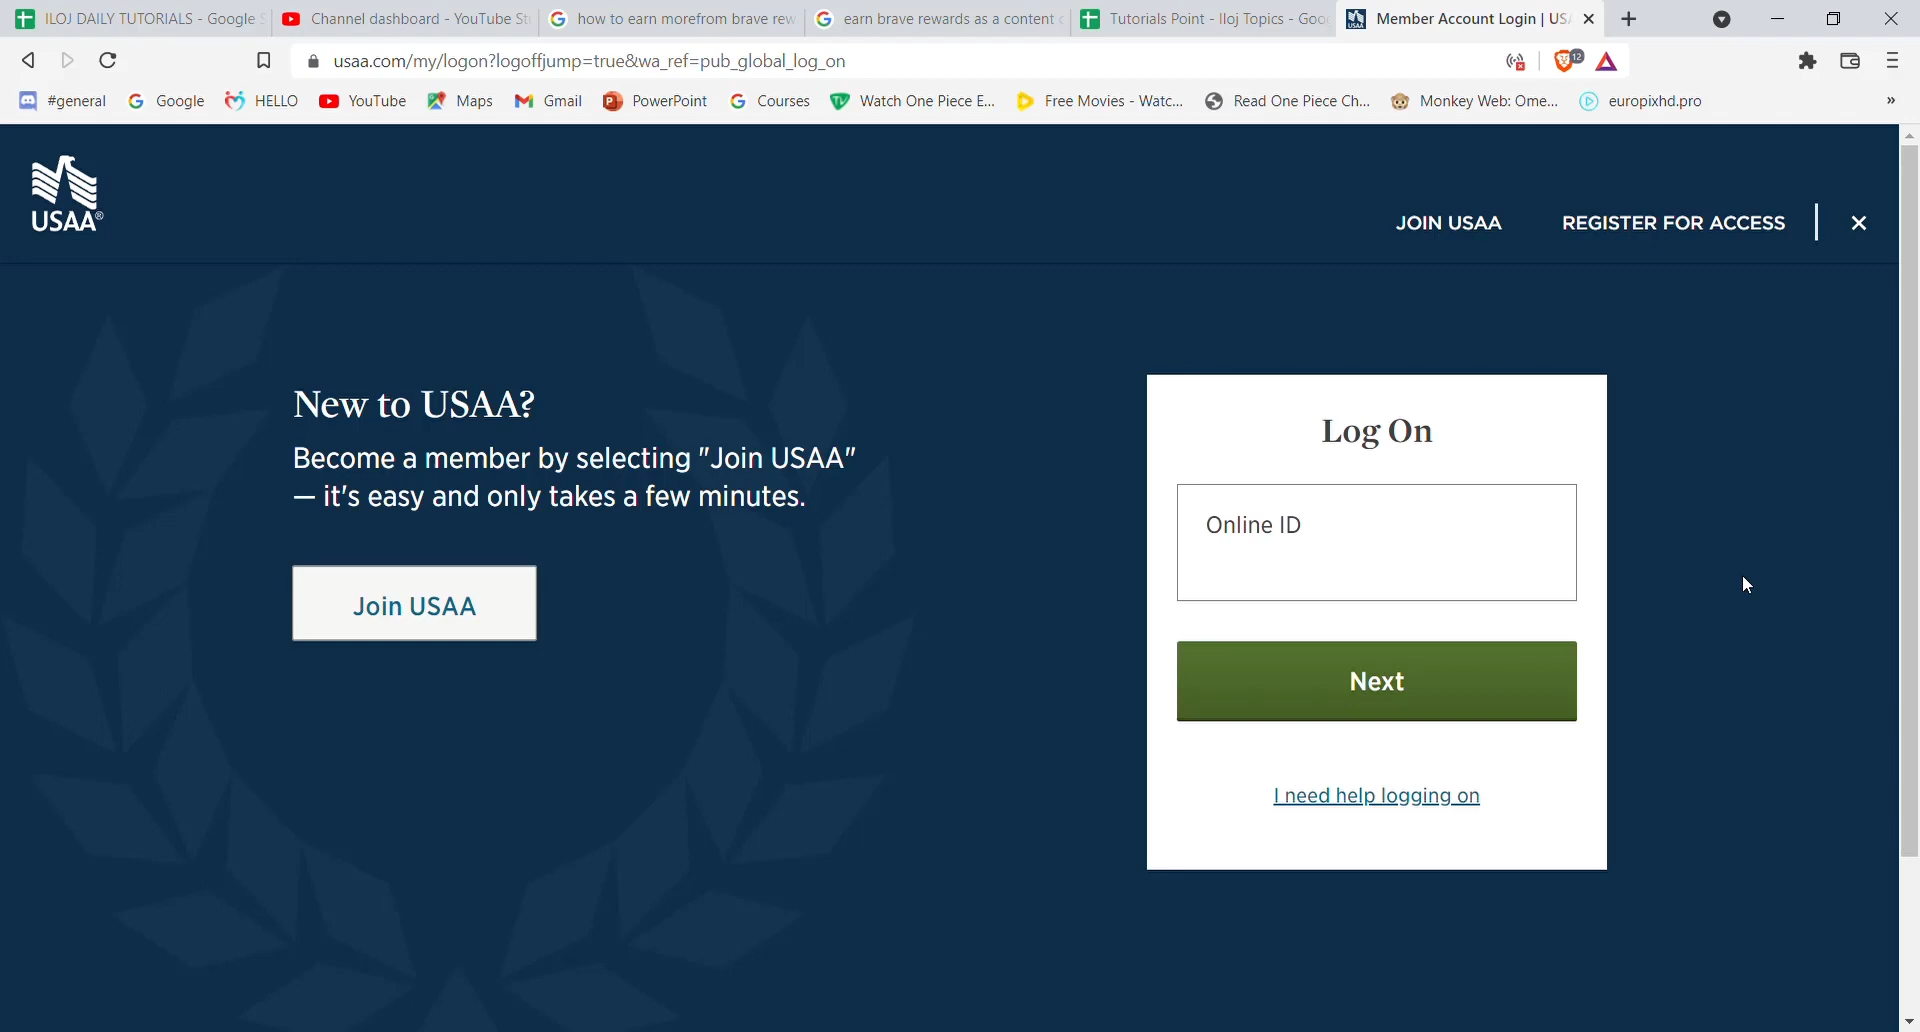 ILOJ DAILY TUTORIALS - Google S
Channel dashboard - YouTube St
how to earn morefrom brave rew
earn brave rewards as a content
Tutorials Point - Iloj Topics - Goo
Member Account Login | US
usaa.com/my/logon?logoffjump=true&wa_ref=pub_global_log_on
12
#general
Google
HELLO
YouTube
Maps
Gmail
PowerPoint
Courses
Watch One Piece E...
Free Movies - Watc...
Read One Piece Ch...
Monkey Web: Ome...
europixhd.pro
»
USAA®
JOIN USAA
REGISTER FOR ACCESS
New to USAA?
Become a member by selecting "Join USAA"
— it's easy and only takes a few minutes.
Join USAA
Log On
Online ID
Next
I need help logging on